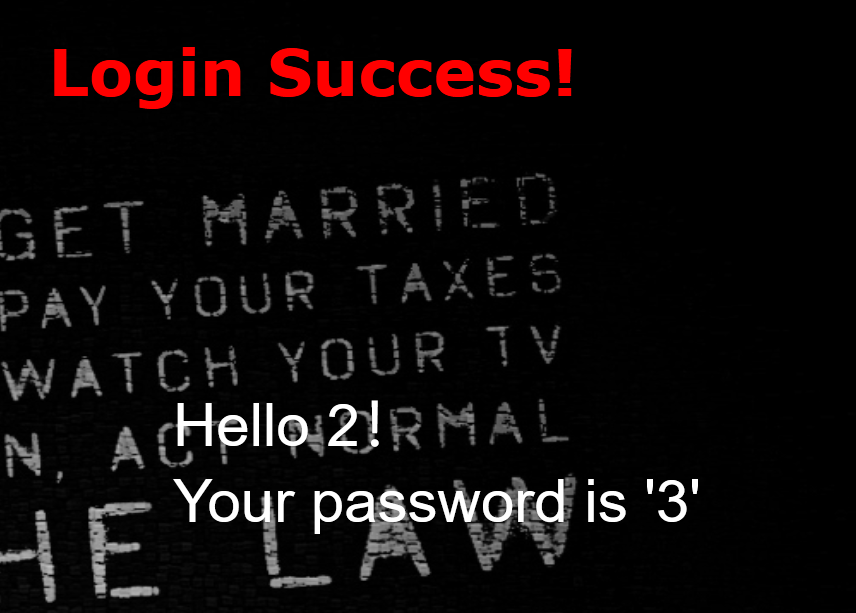 Login Success!
GET MARRIED
PAY YOUR TAXES
WATCH YOUR TV
N, ACT NORMAL
Hello 2!
HE LAW
Your password is '3'